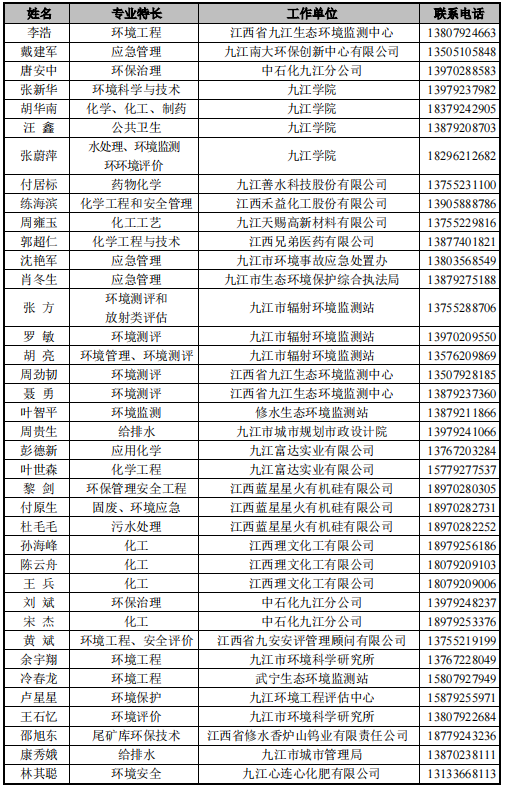 姓名 专业特长 工作单位 联系电话
李浩 环境工程 江西省九江生态环境监测中心 13807924663
戴建军 应急管理 九江南大环保创新中心有限公司 13505105848
唐安中 环保治理 中石化九江分公司 13970288583
张新华 环境科学与技术 九江学院 13979237982
胡华南 化学、化工、制药 九江学院 18379242905
汪 鑫 公共卫生 九江学院 13879208703
张蔚萍 水处理、环境监测 九江学院 18296212682
环环境评价
付居标 药物化学 九江善水科技股份有限公司 13755231100
练海滨 化学工程和安全管理 江西禾益化工股份有限公司 13905888786
周雍玉 化工工艺 九江天赐高新材料有限公司 13755229816
郭超仁 化学工程与技术 江西兄弟医药有限公司 13877401821
沈艳军 应急管理 九江市环境事故应急处置办 13803568549
肖冬生 应急管理 九江市生态环境保护综合执法局 13879275188
张 方 环境测评和 九江市辐射环境监测站 13755288706
放射类评估
罗 敏 环境测评 九江市辐射环境监测站 13970209550
胡 亮 环境管理、环境测评 九江市辐射环境监测站 13576209869
周劲韧 环境测评 江西省九江生态环境监测中心 13507928185
聂 勇 环境测评 江西省九江生态环境监测中心 13879237360
叶智平 环境监测 修水生态环境监测站 13879211866
周贵生 给排水 九江市城市规划市政设计院 13979241066
彭德新 应用化学 九江富达实业有限公司 13767203284
叶世森 化学工程 九江富达实业有限公司 15779277537
黎 剑 环保管理安全工程 江西蓝星星火有机硅有限公司 18970280305
付原生 固废、环境应急 江西蓝星星火有机硅有限公司 18970282731
杜毛毛 污水处理 江西蓝星星火有机硅有限公司 18970282252
孙海峰 化工 江西理文化工有限公司 18979256186
陈云舟 化工 江西理文化工有限公司 18079209103
王 兵 化工 江西理文化工有限公司 18079209006
刘 斌 环保治理 中石化九江分公司 13979248237
宋 杰 化工 中石化九江分公司 18979253376
黄 斌 环境工程、安全评价 江西省九安安评管理顾问有限公司 13755219199
余宇翔 环境工程 九江市环境科学研究所 13767228049
冷春龙 环境工程 武宁生态环境监测站 15807927949
卢星星 环境保护 九江环境工程评估中心 15879255971
王石忆 环境评价 九江市环境科学研究所 13807922684
邵旭东 尾矿库环保技术 江西省修水香炉山钨业有限责任公司 18779243236
康秀娥 给排水 九江市城市管理局 13870238111
林其聪 环境安全 九江心连心化肥有限公司 13133668113